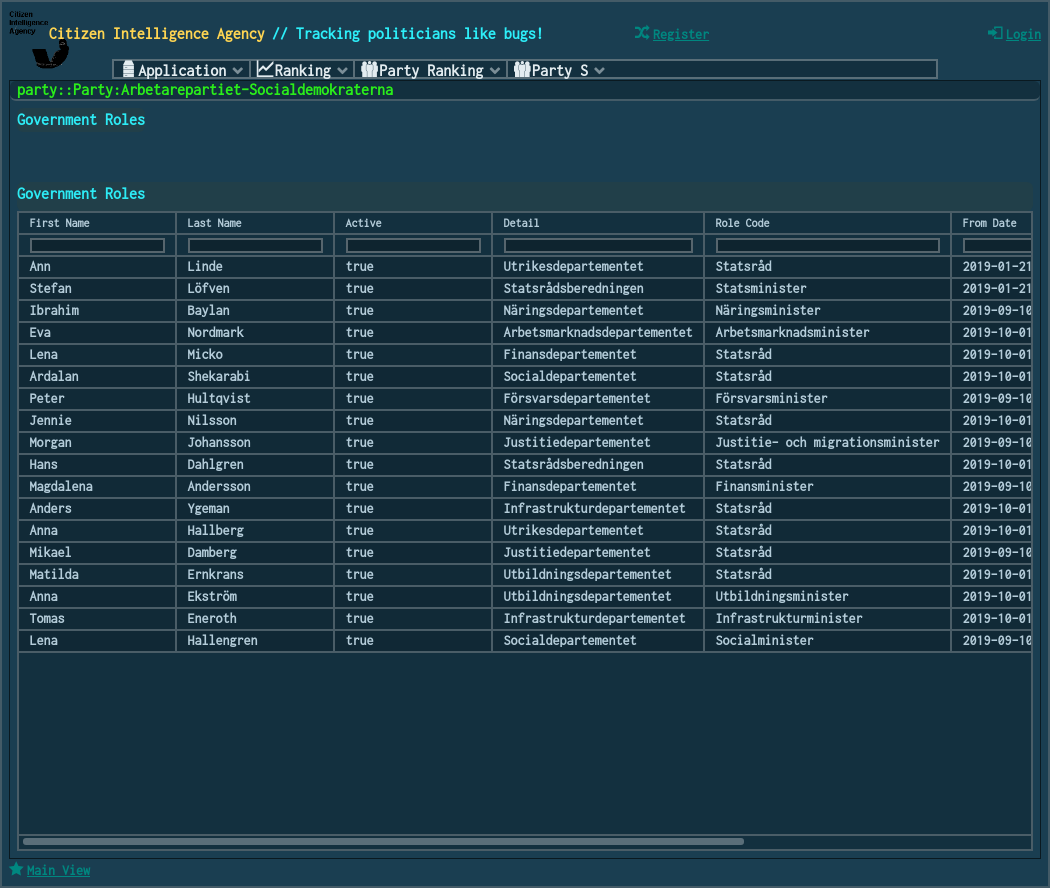 Citizen
Intelligence
Agency
Citizen Intelligence Agency // Tracking politicians like bugs!
Register
Login
Application
Ranking
Party Ranking
Party S
party::Party:Arbetarepartiet-Socialdemokraterna
Government Roles
Government Roles
First Name Last Name Active Detail Role Code From Date
Ann Linde true Utrikesdepartementet Statsråd 2019-01-21
Stefan Löfven true Statsrådsberedningen Statsminister 2019-01-21
Ibrahim Baylan true Näringsdepartementet Näringsminister 2019-09-10
Eva Nordmark true Arbetsmarknadsdepartementet Arbetsmarknadsminister 2019-10-01
Lena Micko true Finansdepartementet Statsråd 2019-10-01
Ardalan Shekarabi true Socialdepartementet Statsråd 2019-10-01
Peter Hultqvist true Försvarsdepartementet Försvarsminister 2019-09-10
Jennie Nilsson true Näringsdepartementet Statsråd 2019-10-01
Morgan Johansson true Justitiedepartementet Justitie- och migrationsminister 2019-09-10
Hans Dahlgren true Statsrådsberedningen Statsråd 2019-10-01
Magdalena Andersson true Finansdepartementet Finansminister 2019-09-10
Anders Ygeman true Infrastrukturdepartementet Statsråd 2019-10-01
Anna Hallberg true Utrikesdepartementet Statsråd 2019-10-01
Mikael Damberg true Justitiedepartementet Statsråd 2019-09-10
Matilda Ernkrans true Utbildningsdepartementet Statsråd 2019-10-01
Anna Ekström true Utbildningsdepartementet Utbildningsminister 2019-10-01
Tomas Eneroth true Infrastrukturdepartementet Infrastrukturminister 2019-10-01
Lena Hallengren true Socialdepartementet Socialminister 2019-09-10
Main View